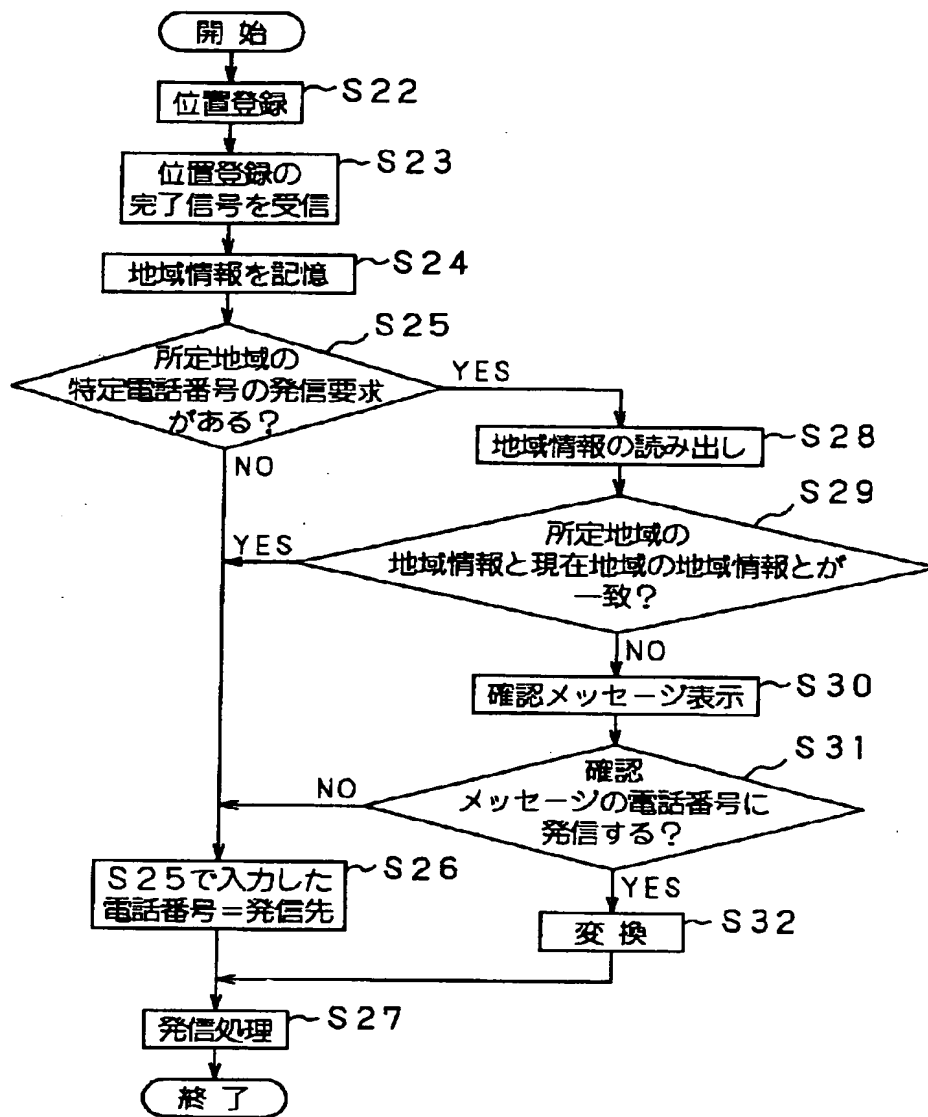 開始
位置登録
S22
位置登録の
完了信号を受信
S23
地域情報を記憶
S24
所定地域の
特定電話番号の発信要求
がある?
S25
YES
NO
地域情報の読み出し
S28
所定地域の
地域情報と現在地域の地域情報とが
一致?
S29
YES
NO
確認メッセージ表示
S30
確認
メッセージの電話番号に
発信する?
S31
NO
YES
S25で入力した
電話番号=発信先
S26
変換
S32
発信処理
S27
終了